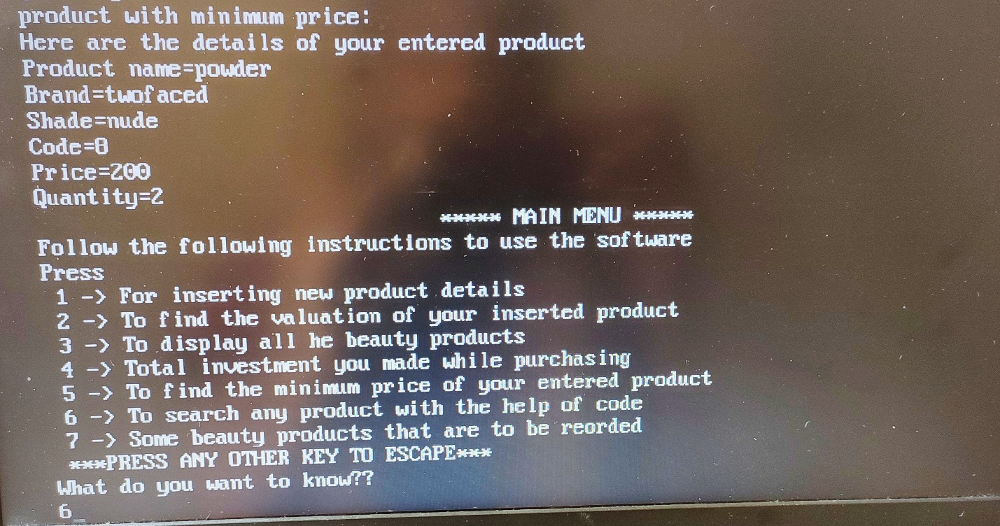 product with minimum price:
Here are the details of your entered product
Product name=powder
Brand=twofaced
Shade=nude
Code=8
Price=200
Quantity=2
***** MAIN MENU *****
Follow the following instructions to use the software
Press
1 -> For inserting new product details
2 -> To find the valuation of your inserted product
3 -> To display all he beauty products
4 -> Total investment you made while purchasing
5 -> To find the minimum price of your entered product
6 -> To search any product with the help of code
7 -> Some beauty products that are to be reorded
***PRESS ANY OTHER KEY TO ESCAPE***
What do you want to know??
6_